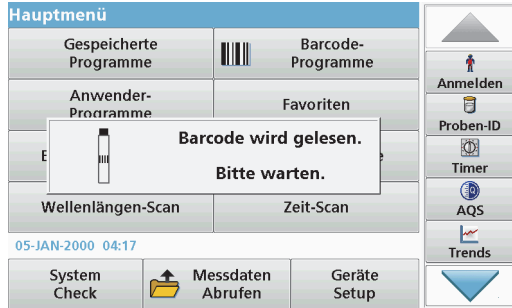 Hauptmenü
Gespeicherte
Programme
Barcode-
Programme
Anwender-
Programme
Favoriten
Barcode wird gelesen.
Bitte warten.
Wellenlängen-Scan
Zeit-Scan
05-JAN-2000 04:17
System
Check
Messdaten
Abrufen
Geräte
Setup
Anmelden
Proben-ID
Timer
AQS
Trends